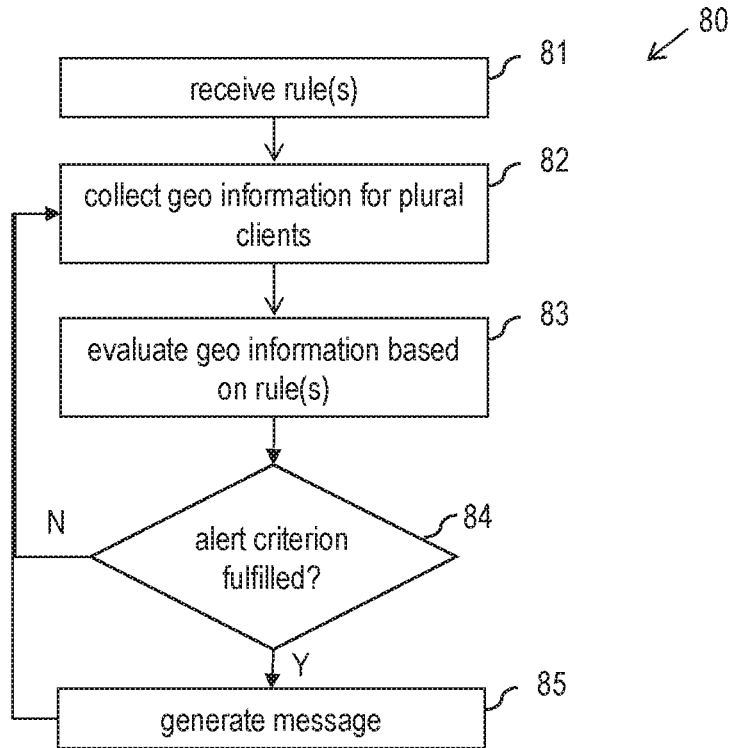 80
81
receive rule(s)
82
collect geo information for plural
clients
83
evaluate geo information based
on rule(s)
N
84
alert criterion
fulfilled?
Y
85
generate message